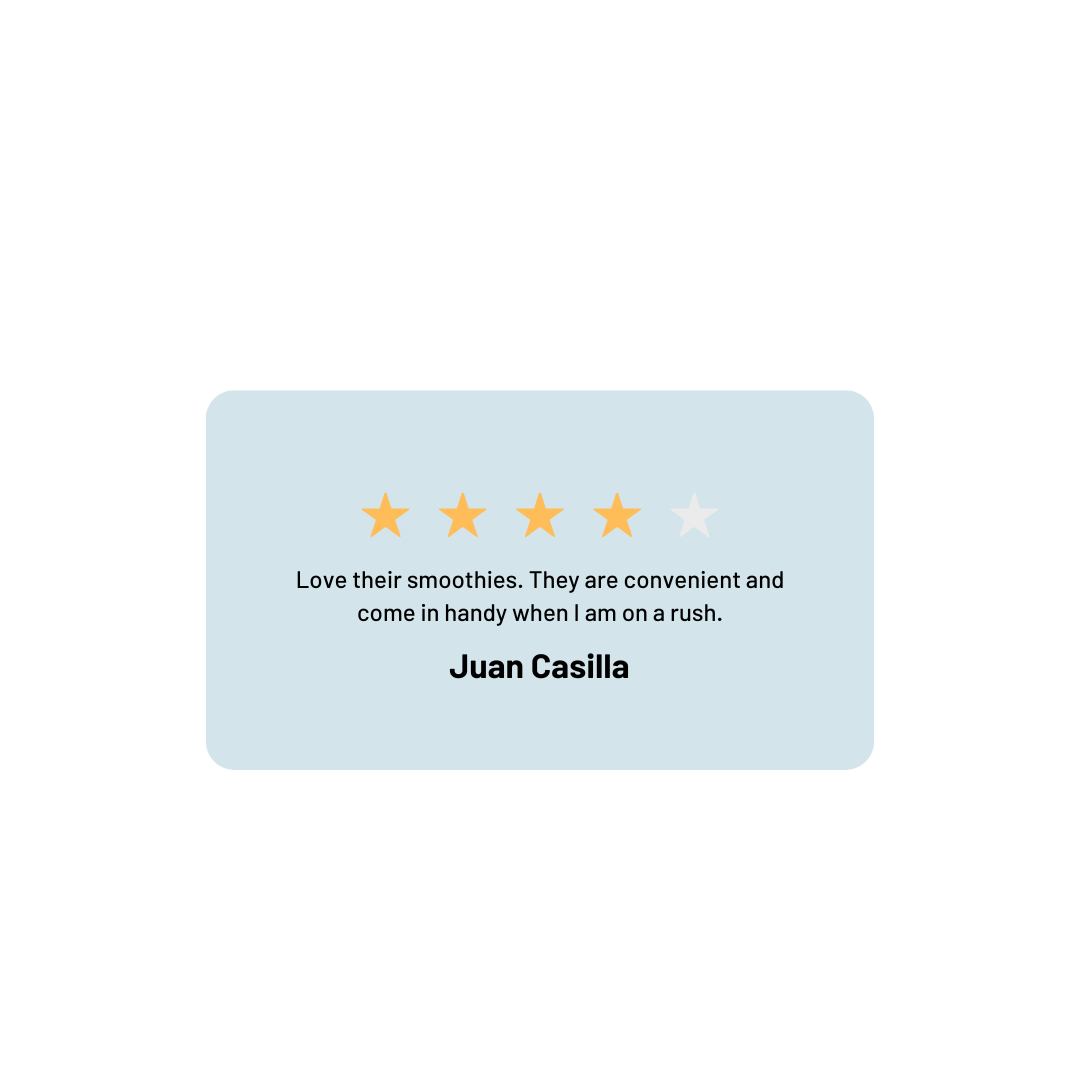 Love their smoothies. They are convenient and
come in handy when I am on a rush.
Juan Casilla